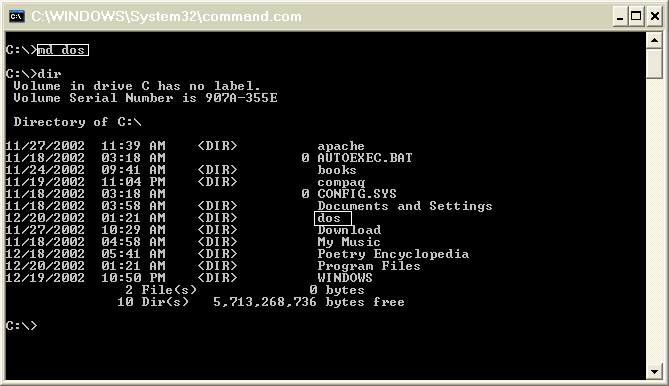 C:\WINDOWS\System32\command.com
C:\>md dos
C:\>dir
Volume in drive C has no label.
Volume Serial Number is 907A-355E
Directory of C:\
11/27/2002  11:39 AM    <DIR>          apache
11/18/2002  03:18 AM                 0 AUTOEXEC.BAT
11/24/2002  09:41 AM    <DIR>          books
11/19/2002  11:04 PM    <DIR>          compaq
11/18/2002  03:18 AM                 0 CONFIG.SYS
11/18/2002  03:58 AM    <DIR>          Documents and Settings
12/20/2002  01:21 AM    <DIR>          dos
11/27/2002  10:29 AM    <DIR>          Download
11/18/2002  04:58 AM    <DIR>          My Music
12/18/2002  05:41 AM    <DIR>          Poetry Encyclopedia
12/20/2002  01:21 AM    <DIR>          Program Files
12/19/2002  10:50 PM    <DIR>          WINDOWS
2 File(s)              0 bytes
10 Dir(s)   5,713,268,736 bytes free
C:\>